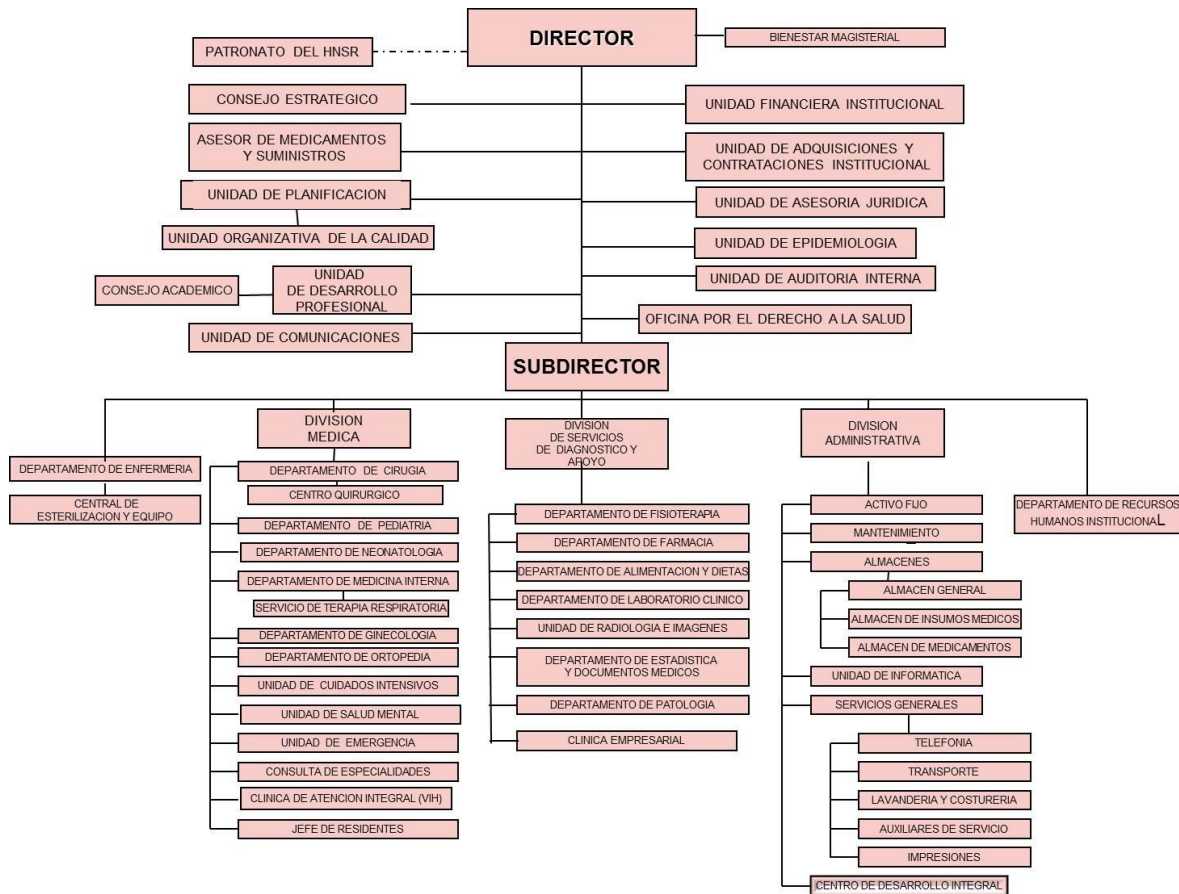 DIRECTOR
BIENESTAR MAGISTERIAL
PATRONATO DEL HNSR
CONSEJO ESTRATEGICO
UNIDAD FINANCIERA INSTITUCIONAL
ASESOR DE MEDICAMENTOS
Y SUMINISTROS
UNIDAD DE ADQUISICIONES Y
CONTRATACIONES INSTITUCIONAL
UNIDAD DE PLANIFICACION
UNIDAD DE ASESORIA JURIDICA
UNIDAD ORGANIZATIVA DE LA CALIDAD
UNIDAD DE EPIDEMIOLOGIA
CONSEJO ACADEMICO
UNIDAD
DE DESARROLLO
PROFESIONAL
UNIDAD DE AUDITORIA INTERNA
OFICINA POR EL DERECHO A LA SALUD
UNIDAD DE COMUNICACIONES
SUBDIRECTOR
DEPARTAMENTO DE ENFERMERIA
CENTRAL DE
ESTERILIZACION Y EQUIPO
DIVISION
MEDICA
DEPARTAMENTO DE CIRUGIA
CENTRO QUIRURGICO
DEPARTAMENTO DE PEDIATRIA
DEPARTAMENTO DE NEONATOLOGIA
DEPARTAMENTO DE MEDICINA INTERNA
SERVICIO DE TERAPIA RESPIRATORIA
DEPARTAMENTO DE GINECOLOGIA
DEPARTAMENTO DE ORTOPEDIA
UNIDAD DE CUIDADOS INTENSIVOS
UNIDAD DE SALUD MENTAL
UNIDAD DE EMERGENCIA
CONSULTA DE ESPECIALIDADES
CLINICA DE ATENCION INTEGRAL (VIH)
JEFE DE RESIDENTES
DIVISION
DE SERVICIOS
DE DIAGNOSTICO Y
APOYO
DEPARTAMENTO DE FISIOTERAPIA
DEPARTAMENTO DE FARMACIA
DEPARTAMENTO DE ALIMENTACION Y DIETAS
DEPARTAMENTO DE LABORATORIO CLINICO
UNIDAD DE RADIOLOGIA E IMAGENES
DEPARTAMENTO DE ESTADISTICA
Y DOCUMENTOS MEDICOS
DEPARTAMENTO DE PATOLOGIA
CLINICA EMPRESARIAL
DIVISION
ADMINISTRATIVA
ACTIVO FIJO
MANTENIMIENTO
ALMACENES
ALMACEN GENERAL
ALMACEN DE INSUMOS MEDICOS
ALMACEN DE MEDICAMENTOS
UNIDAD DE INFORMATICA
SERVICIOS GENERALES
TELEFONIA
TRANSPORTE
LAVANDERIA Y COSTURERIA
AUXILIARES DE SERVICIO
IMPRESIONES
CENTRO DE DESARROLLO INTEGRAL
DEPARTAMENTO DE RECURSOS
HUMANOS INSTITUCIONAL